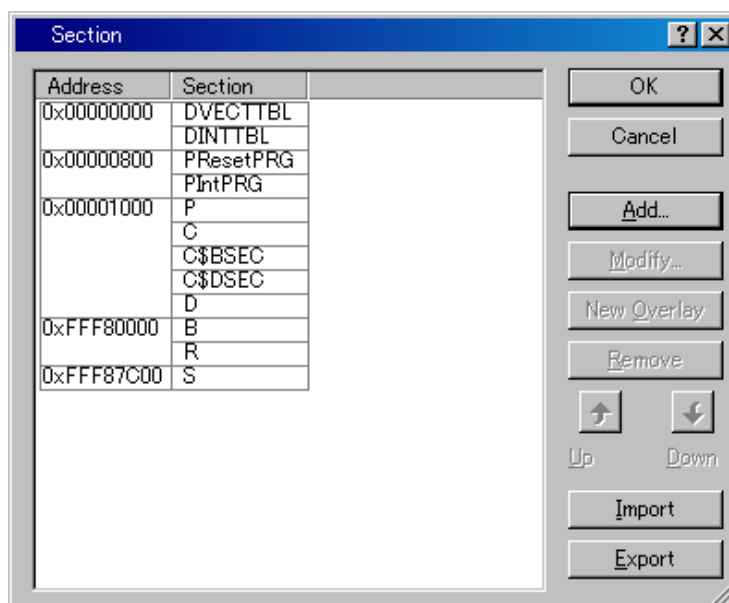 Section
Address Section
0x00000000 DVECTTBL
DINTTBL
0x00000800 PResetPRG
PIntPRG
0x00001000 P
C
C$BSEC
C$DSEC
D
0xFFF80000 B
R
0xFFF87C00 S
OK
Cancel
Add...
Modify...
New Overlay
Remove
Up Down
Import
Export